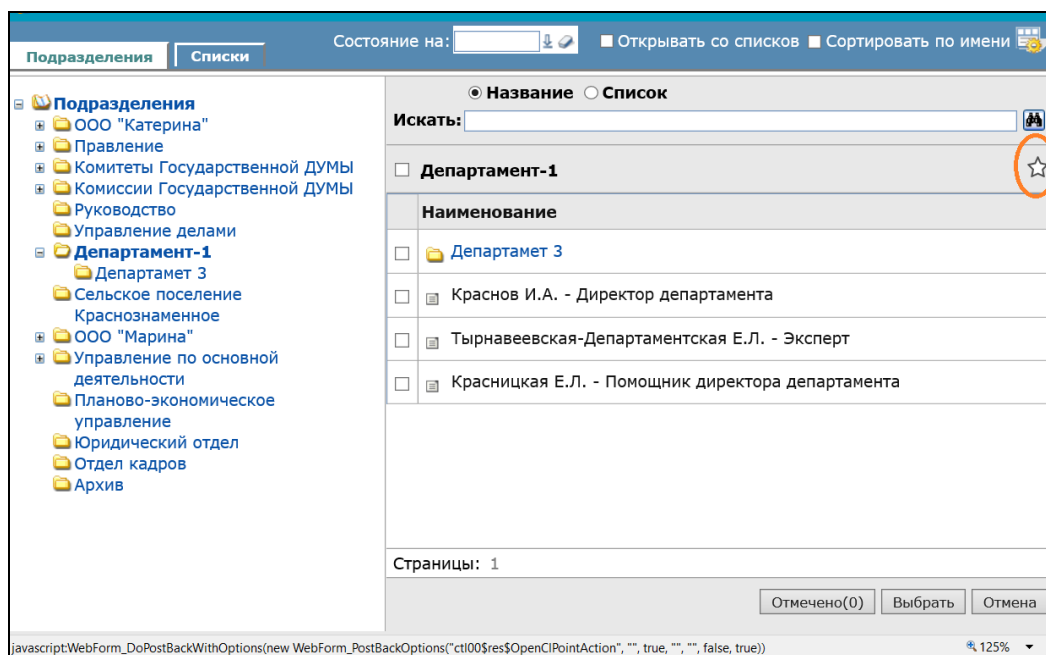 Подразделения
Списки
Состояние на:
Открывать со списков
Сортировать по имени
Подразделения
ООО "Катерина"
Правление
Комитеты Государственной ДУМЫ
Комиссии Государственной ДУМЫ
Руководство
Управление делами
Департамент-1
Департамет 3
Сельское поселение
Краснознаменное
ООО "Марина"
Управление по основной
деятельности
Планово-экономическое
управление
Юридический отдел
Отдел кадров
Архив
Название
Список
Искать:
Департамент-1
Наименование
Департамет 3
Краснов И.А. - Директор департамента
Тырнавеевская-Департаментская Е.Л. - Эксперт
Красницкая Е.Л. - Помощник директора департамента
Страницы: 1
Отмечено(0)
Выбрать
Отмена
javascript:WebForm_DoPostBackWithOptions(new WebForm_PostBackOptions("ctl00$res$OpenClPointAction", "", true, "", "", false, true))
125%